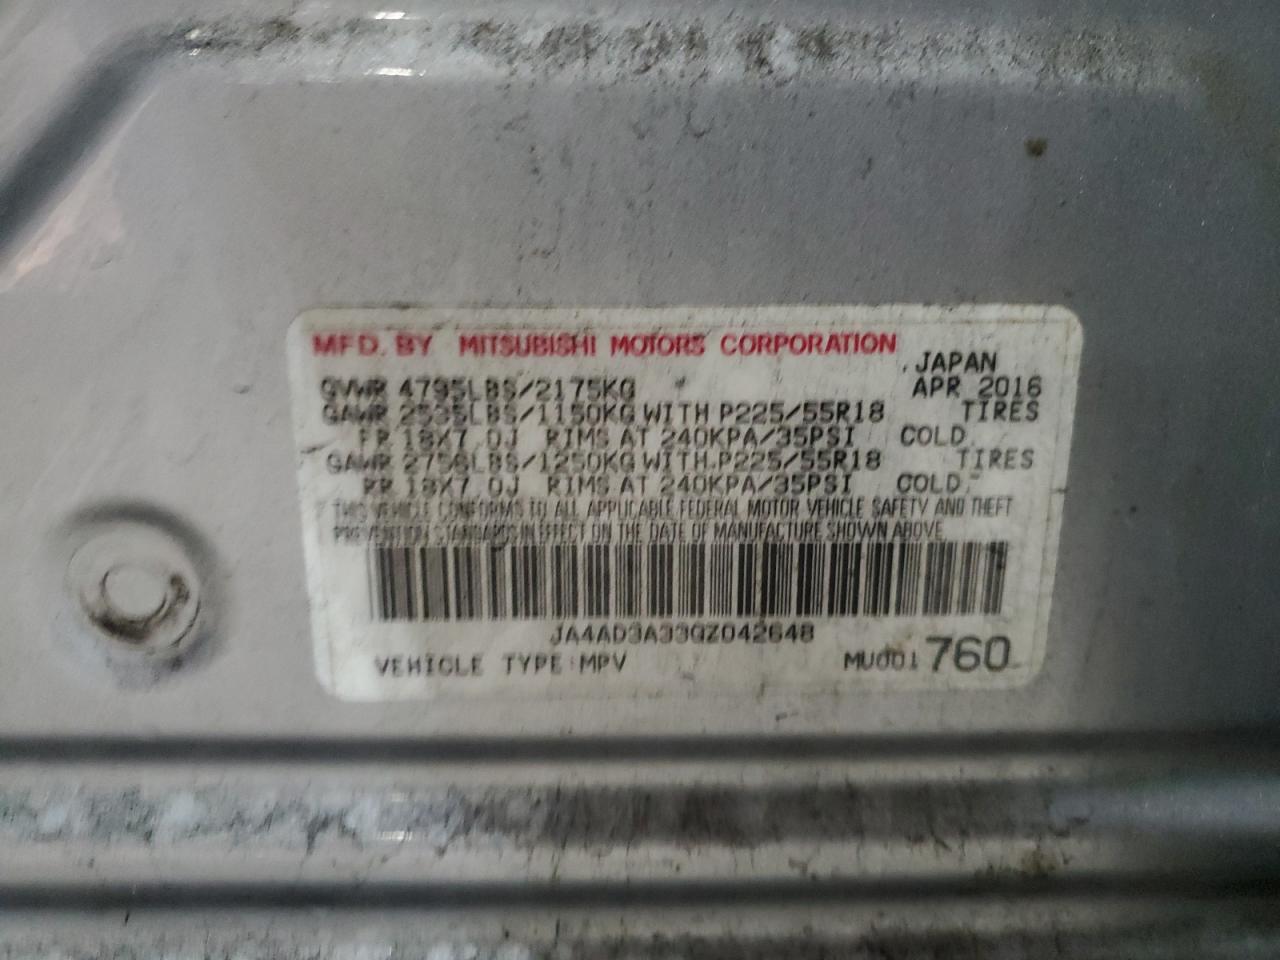 MFD. BY MITSUBISHI MOTORS CORPORATION
JAPAN
GVWR 4795LBS/2175KG APR 2016
GAWR 2535LBS/1150KG WITH P225/55R18 TIRES
FR 18X7.0J RIMS AT 240KPA/35PSI COLD
GAWR 2756LBS/1250KG WITH P225/55R18 TIRES
RR 18X7.0J RIMS AT 240KPA/35PSI COLD
THIS VEHICLE CONFORMS TO ALL APPLICABLE FEDERAL MOTOR VEHICLE SAFETY AND THEFT
PREVENTION STANDARDS IN EFFECT ON THE DATE OF MANUFACTURE SHOWN ABOVE
JA4AD3A33GZ042648
VEHICLE TYPE:MPV MU001760